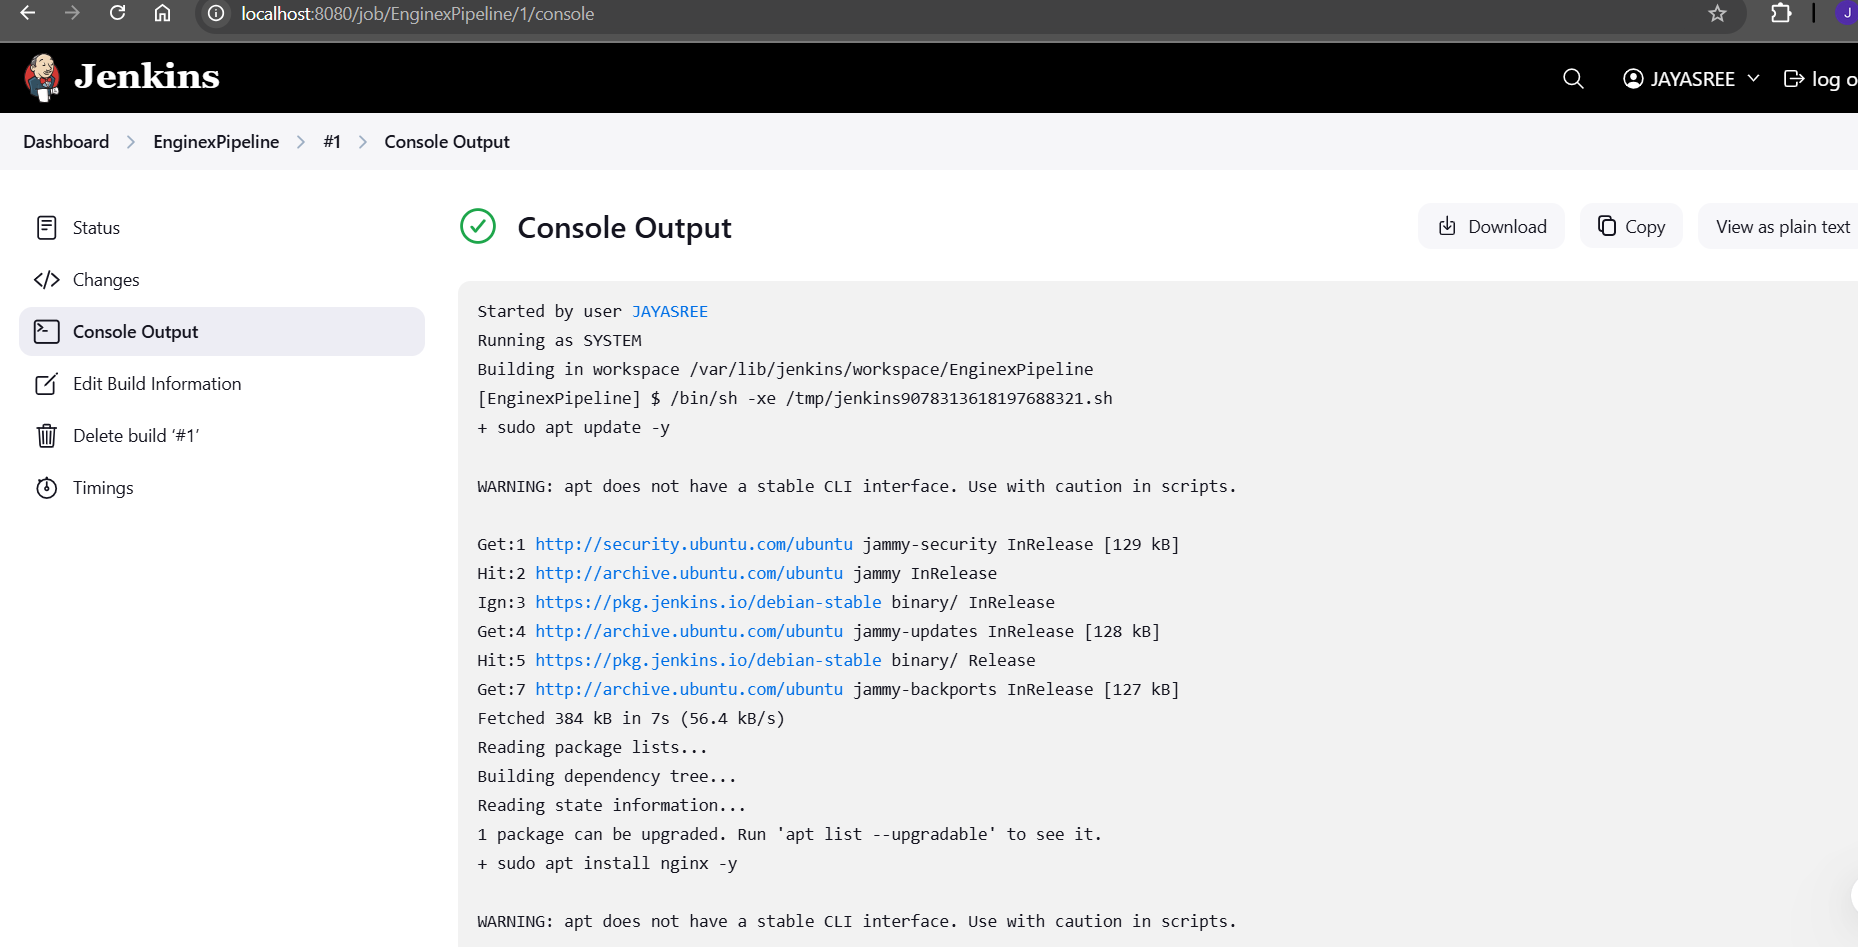 localhost:8080/job/EnginexPipeline/1/console
J
Jenkins
JAYASREE
log o
Dashboard > EnginexPipeline > #1 > Console Output
Status
Changes
Console Output
Edit Build Information
Delete build ‘#1’
Timings
Console Output
Download
Copy
View as plain text
Started by user JAYASREE
Running as SYSTEM
Building in workspace /var/lib/jenkins/workspace/EnginexPipeline
[EnginexPipeline] $ /bin/sh -xe /tmp/jenkins9078313618197688321.sh
+ sudo apt update -y
WARNING: apt does not have a stable CLI interface. Use with caution in scripts.
Get:1 http://security.ubuntu.com/ubuntu jammy-security InRelease [129 kB]
Hit:2 http://archive.ubuntu.com/ubuntu jammy InRelease
Ign:3 https://pkg.jenkins.io/debian-stable binary/ InRelease
Get:4 http://archive.ubuntu.com/ubuntu jammy-updates InRelease [128 kB]
Hit:5 https://pkg.jenkins.io/debian-stable binary/ Release
Get:7 http://archive.ubuntu.com/ubuntu jammy-backports InRelease [127 kB]
Fetched 384 kB in 7s (56.4 kB/s)
Reading package lists...
Building dependency tree...
Reading state information...
1 package can be upgraded. Run 'apt list --upgradable' to see it.
+ sudo apt install nginx -y
WARNING: apt does not have a stable CLI interface. Use with caution in scripts.